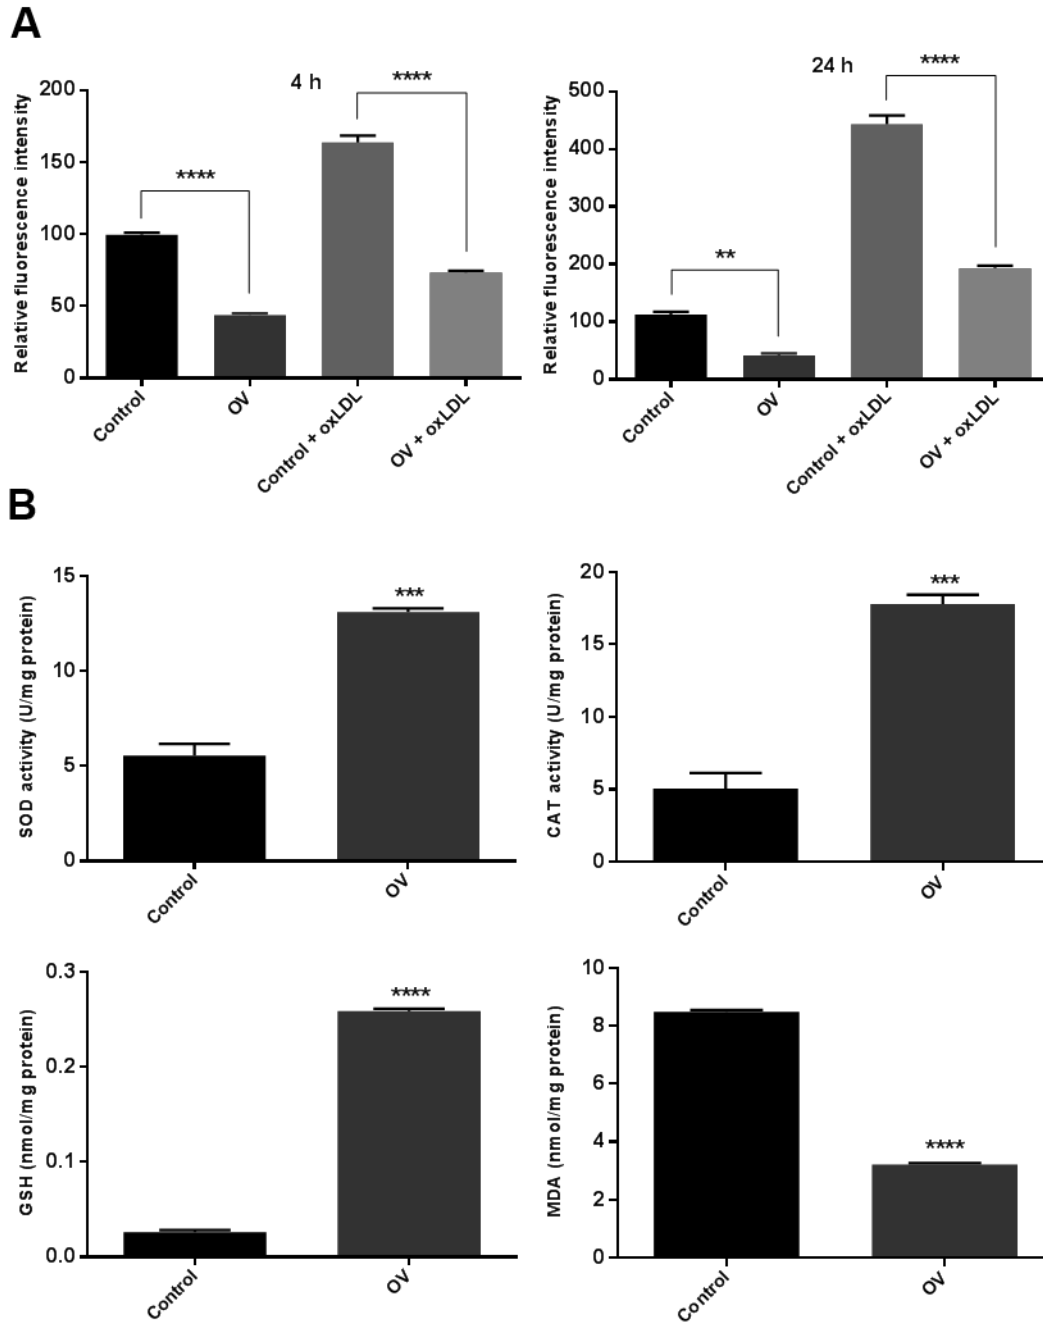 A
4 h
Relative fluorescence intensity
200
150
100
50
0
****
****
Control
OV
Control + oxLDL
OV + oxLDL
24 h
Relative fluorescence intensity
500
400
300
200
100
0
**
****
Control
OV
Control + oxLDL
OV + oxLDL
B
SOD activity (U/mg protein)
15
10
5
0
***
Control
OV
CAT activity (U/mg protein)
20
15
10
5
0
***
Control
OV
GSH (nmol/mg protein)
0.3
0.2
0.1
0.0
****
Control
OV
MDA (nmol/mg protein)
10
8
6
4
2
0
****
Control
OV